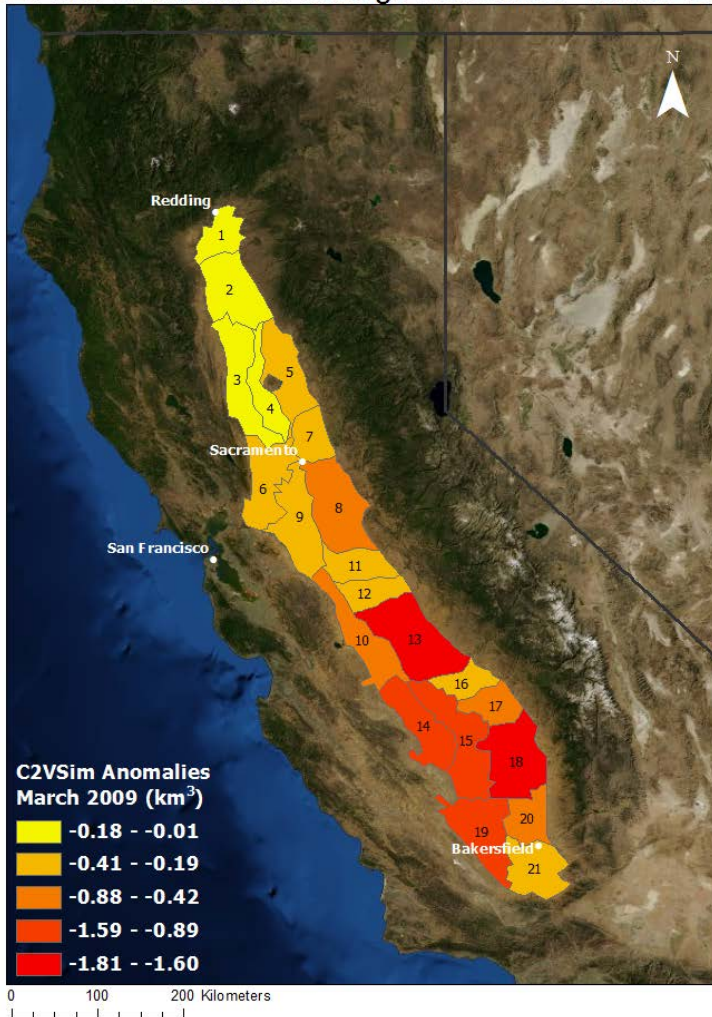 N
Redding
1
2
3
5
4
7
Sacramento
6
9
8
San Francisco
11
12
10
13
16
17
14
15
18
19
20
Bakersfield
21
C2VSim Anomalies
March 2009 (km³)
-0.18 - -0.01
-0.41 - -0.19
-0.88 - -0.42
-1.59 - -0.89
-1.81 - -1.60
0 100 200 Kilometers